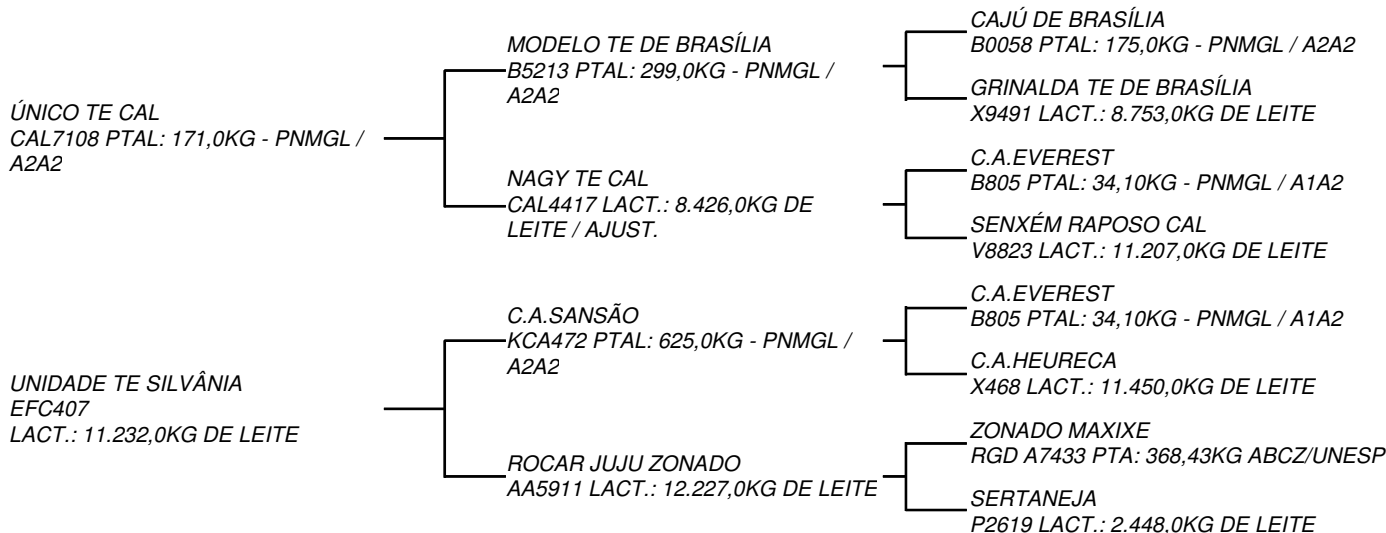 ÚNICO TE CAL
CAL7108 PTAL: 171,0KG - PNMGL /
A2A2
UNIDADE TE SILVÂNIA
EFC407
LACT.: 11.232,0KG DE LEITE
MODELO TE DE BRASÍLIA
B5213 PTAL: 299,0KG - PNMGL /
A2A2
NAGY TE CAL
CAL4417 LACT.: 8.426,0KG DE
LEITE / AJUST.
C.A.SANSÃO
KCA472 PTAL: 625,0KG - PNMGL /
A2A2
ROCAR JUJU ZONADO
AA5911 LACT.: 12.227,0KG DE LEITE
CAJÚ DE BRASÍLIA
B0058 PTAL: 175,0KG - PNMGL / A2A2
GRINALDA TE DE BRASÍLIA
X9491 LACT.: 8.753,0KG DE LEITE
C.A.EVEREST
B805 PTAL: 34,10KG - PNMGL / A1A2
SENXÉM RAPOSO CAL
V8823 LACT.: 11.207,0KG DE LEITE
C.A.EVEREST
B805 PTAL: 34,10KG - PNMGL / A1A2
C.A.HEURECA
X468 LACT.: 11.450,0KG DE LEITE
ZONADO MAXIXE
RGD A7433 PTA: 368,43KG ABCZ/UNESP
SERTANEJA
P2619 LACT.: 2.448,0KG DE LEITE